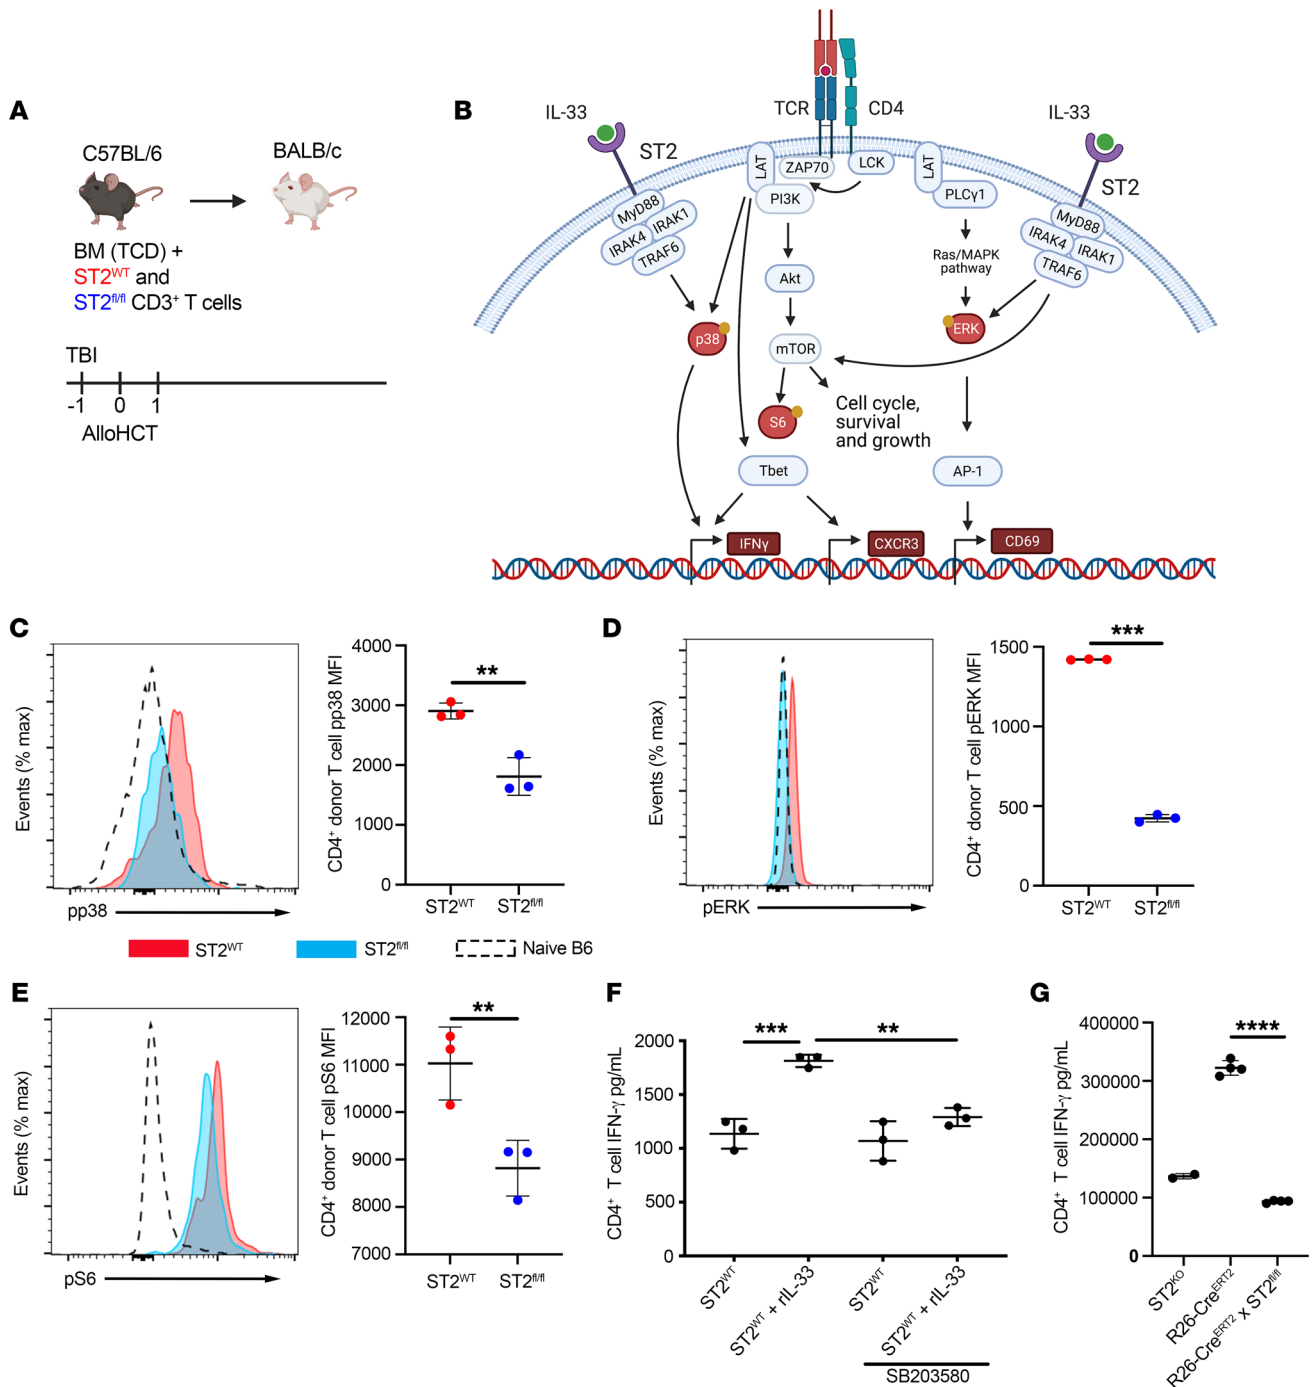 A
C57BL/6
BALB/c
BM (TCD) +
ST2WT and
ST2fl/fl CD3+ T cells
TBI
-1 0 1
AlloHCT
B
IL-33
ST2
TCR
CD4
IL-33
ST2
LAT
ZAP70
LCK
LAT
PI3K
PLCγ1
MyD88
IRAK4
IRAK1
TRAF6
MyD88
IRAK4
IRAK1
TRAF6
Ras/MAPK
pathway
Akt
p38
ERK
mTOR
S6
Cell cycle,
survival
and growth
Tbet
AP-1
IFNγ
CXCR3
CD69
C
Events (% max)
pp38
CD4+ donor T cell pp38 MFI
4000
3000
2000
1000
0
**
ST2WT
ST2fl/fl
D
Events (% max)
pERK
CD4+ donor T cell pERK MFI
1500
1000
500
0
***
ST2WT
ST2fl/fl
ST2WT
ST2fl/fl
Naive B6
E
Events (% max)
pS6
CD4+ donor T cell pS6 MFI
12000
11000
10000
9000
8000
7000
**
ST2WT
ST2fl/fl
F
CD4+ T cell IFN-γ pg/mL
2000
1500
1000
500
0
***
**
ST2WT
ST2WT + rIL-33
ST2WT
ST2WT + rIL-33
SB203580
G
CD4+ T cell IFN-γ pg/mL
400000
300000
200000
100000
0
****
ST2KO
R26-CreERT2
R26-CreERT2 x ST2fl/fl